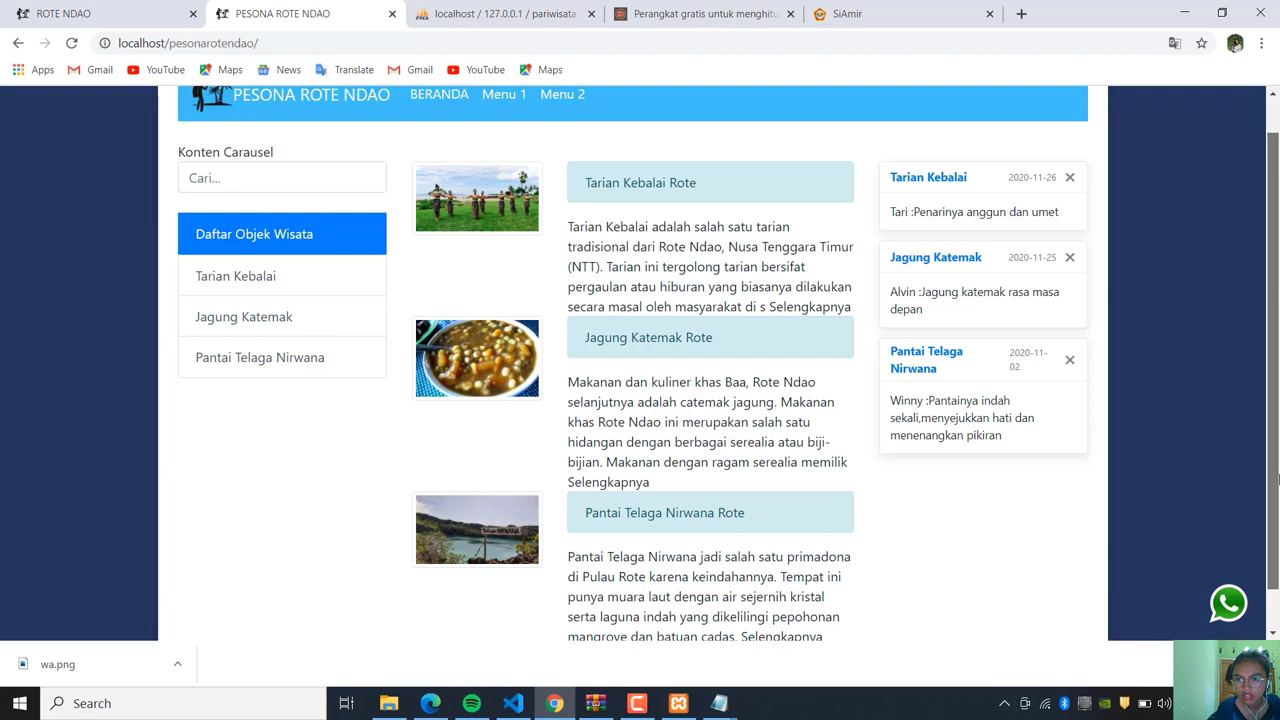 ROTE NDAO
PESONA ROTE NDAO
localhost / 127.0.0.1 / pariwisata
Perangkat gratis untuk menghitu
SiAmir
localhost/pesonarotendao/
Apps
Gmail
YouTube
Maps
News
Translate
Gmail
YouTube
Maps
PESONA ROTE NDAO
BERANDA
Menu 1
Menu 2
Konten Carausel
Cari...
Daftar Objek Wisata
Tarian Kebalai
Jagung Katemak
Pantai Telaga Nirwana
Tarian Kebalai Rote
Tarian Kebalai adalah salah satu tarian
tradisional dari Rote Ndao, Nusa Tenggara Timur
(NTT). Tarian ini tergolong tarian bersifat
pergaulan atau hiburan yang biasanya dilakukan
secara masal oleh masyarakat di s Selengkapnya
Jagung Katemak Rote
Makanan dan kuliner khas Baa, Rote Ndao
selanjutnya adalah catemak jagung. Makanan
khas Rote Ndao ini merupakan salah satu
hidangan dengan berbagai serealia atau biji-
bijian. Makanan dengan ragam serealia memilik
Selengkapnya
Pantai Telaga Nirwana Rote
Pantai Telaga Nirwana jadi salah satu primadona
di Pulau Rote karena keindahannya. Tempat ini
punya muara laut dengan air sejernih kristal
serta laguna indah yang dikelilingi pepohonan
mangrove dan batuan cadas. Selengkapnya
Tarian Kebalai
2020-11-26
Tari :Penarinya anggun dan umet
Jagung Katemak
2020-11-25
Alvin :Jagung katemak rasa masa
depan
Pantai Telaga
Nirwana
2020-11-
02
Winny :Pantainya indah
sekali,menyejukkan hati dan
menenangkan pikiran
wa.png
Search